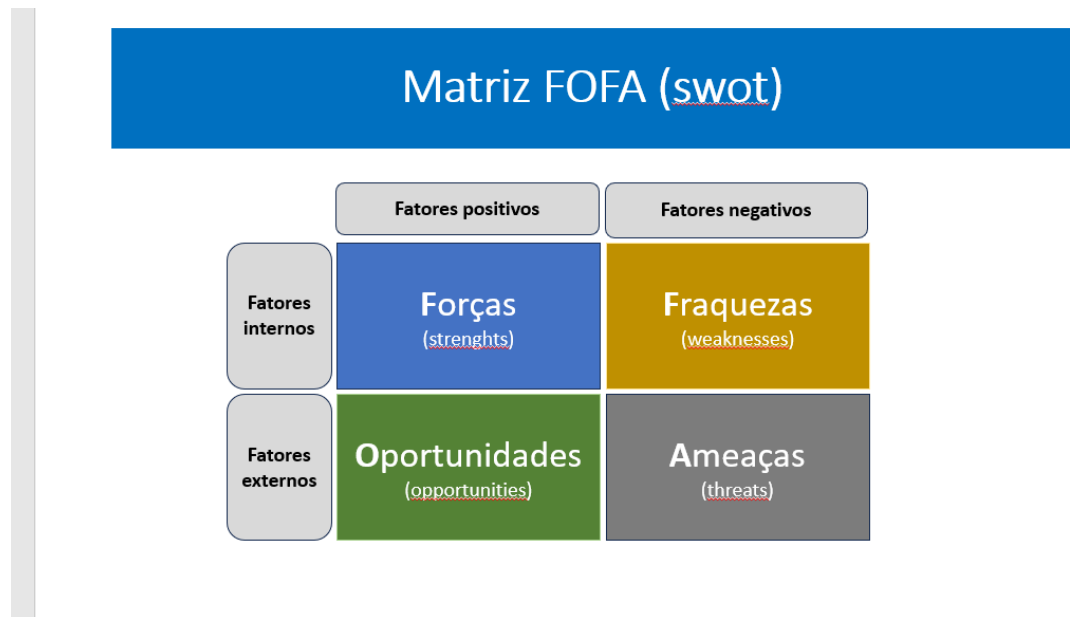 Matriz FOFA (swot)
Fatores positivos
Fatores negativos
Fatores
internos
Forças
(strenghts)
Fraquezas
(weaknesses)
Fatores
externos
Oportunidades
(opportunities)
Ameaças
(threats)